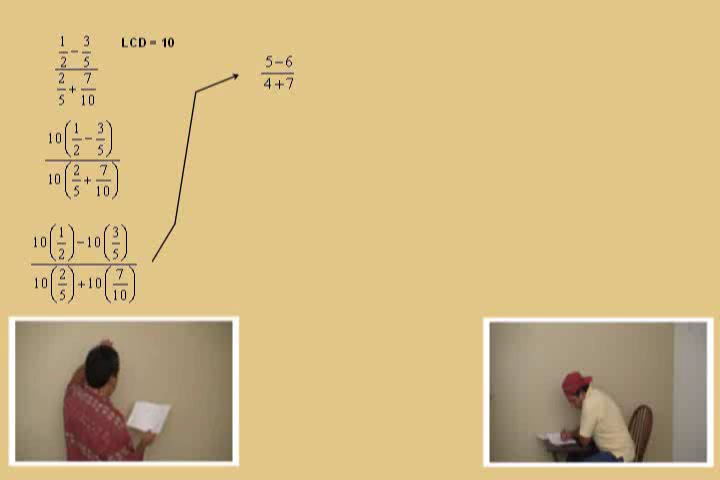 1/2 − 3/5
2/5 + 7/10
LCD = 10
10(1/2 − 3/5)
10(2/5 + 7/10)
10(1/2) − 10(3/5)
10(2/5) + 10(7/10)
5 − 6
4 + 7